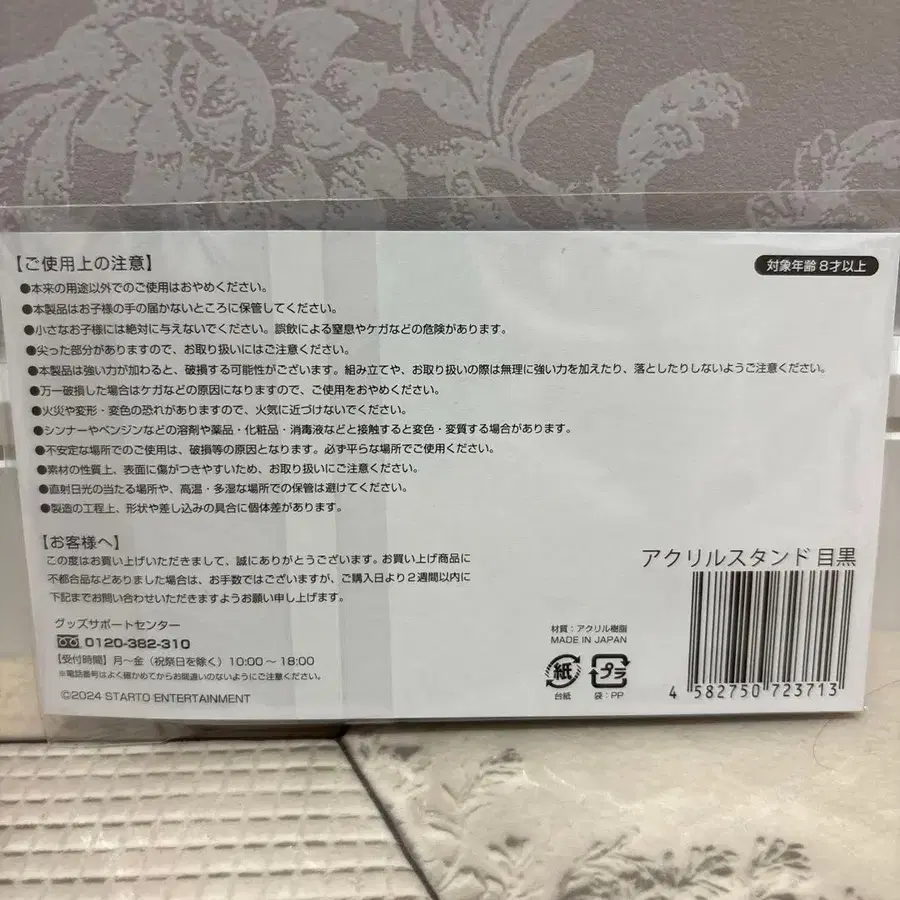 【ご使用上の注意】
対象年齢8才以上
●本来の用途以外でのご使用はおやめください。
●本製品はお子様の手の届かないところに保管してください。
●小さなお子様には絶対に与えないでください。誤飲による窒息やケガなどの危険があります。
●尖った部分がありますので、お取り扱いにはご注意ください。
●本製品は強い力が加わると、破損する可能性がございます。組み立てや、お取り扱いの際は無理に強い力を加えたり、落としたりしないようご注意ください。
●万一破損した場合はケガなどの原因になりますので、ご使用をおやめください。
●火災や変形・変色の恐れがありますので、火気に近づけないでください。
●シンナーやベンジンなどの溶剤や薬品・化粧品・消毒液などと接触すると変色・変質する場合があります。
●不安定な場所でのご使用は、破損等の原因となります。必ず平らな場所でご使用ください。
●素材の性質上、表面に傷がつきやすいため、お取り扱いにご注意ください。
●直射日光の当たる場所や、高温・多湿な場所での保管は避けてください。
●製造の工程上、形状や差し込みの具合に個体差があります。
【お客様へ】
この度はお買い上げいただきまして、誠にありがとうございます。お買い上げ商品に
不都合品などありました場合は、お手数ではございますが、ご購入日より2週間以内に
下記までお問い合わせいただきますようお願い申し上げます。
グッズサポートセンター
0120-382-310
【受付時間】月〜金（祝祭日を除く）10:00〜18:00
※電話番号はよく確かめてからお間違いのないようにご注意ください。
©2024 STARTO ENTERTAINMENT
アクリルスタンド 目黒
材質：アクリル樹脂
MADE IN JAPAN
紙 プラ
台紙 袋：PP
4 582750 723713